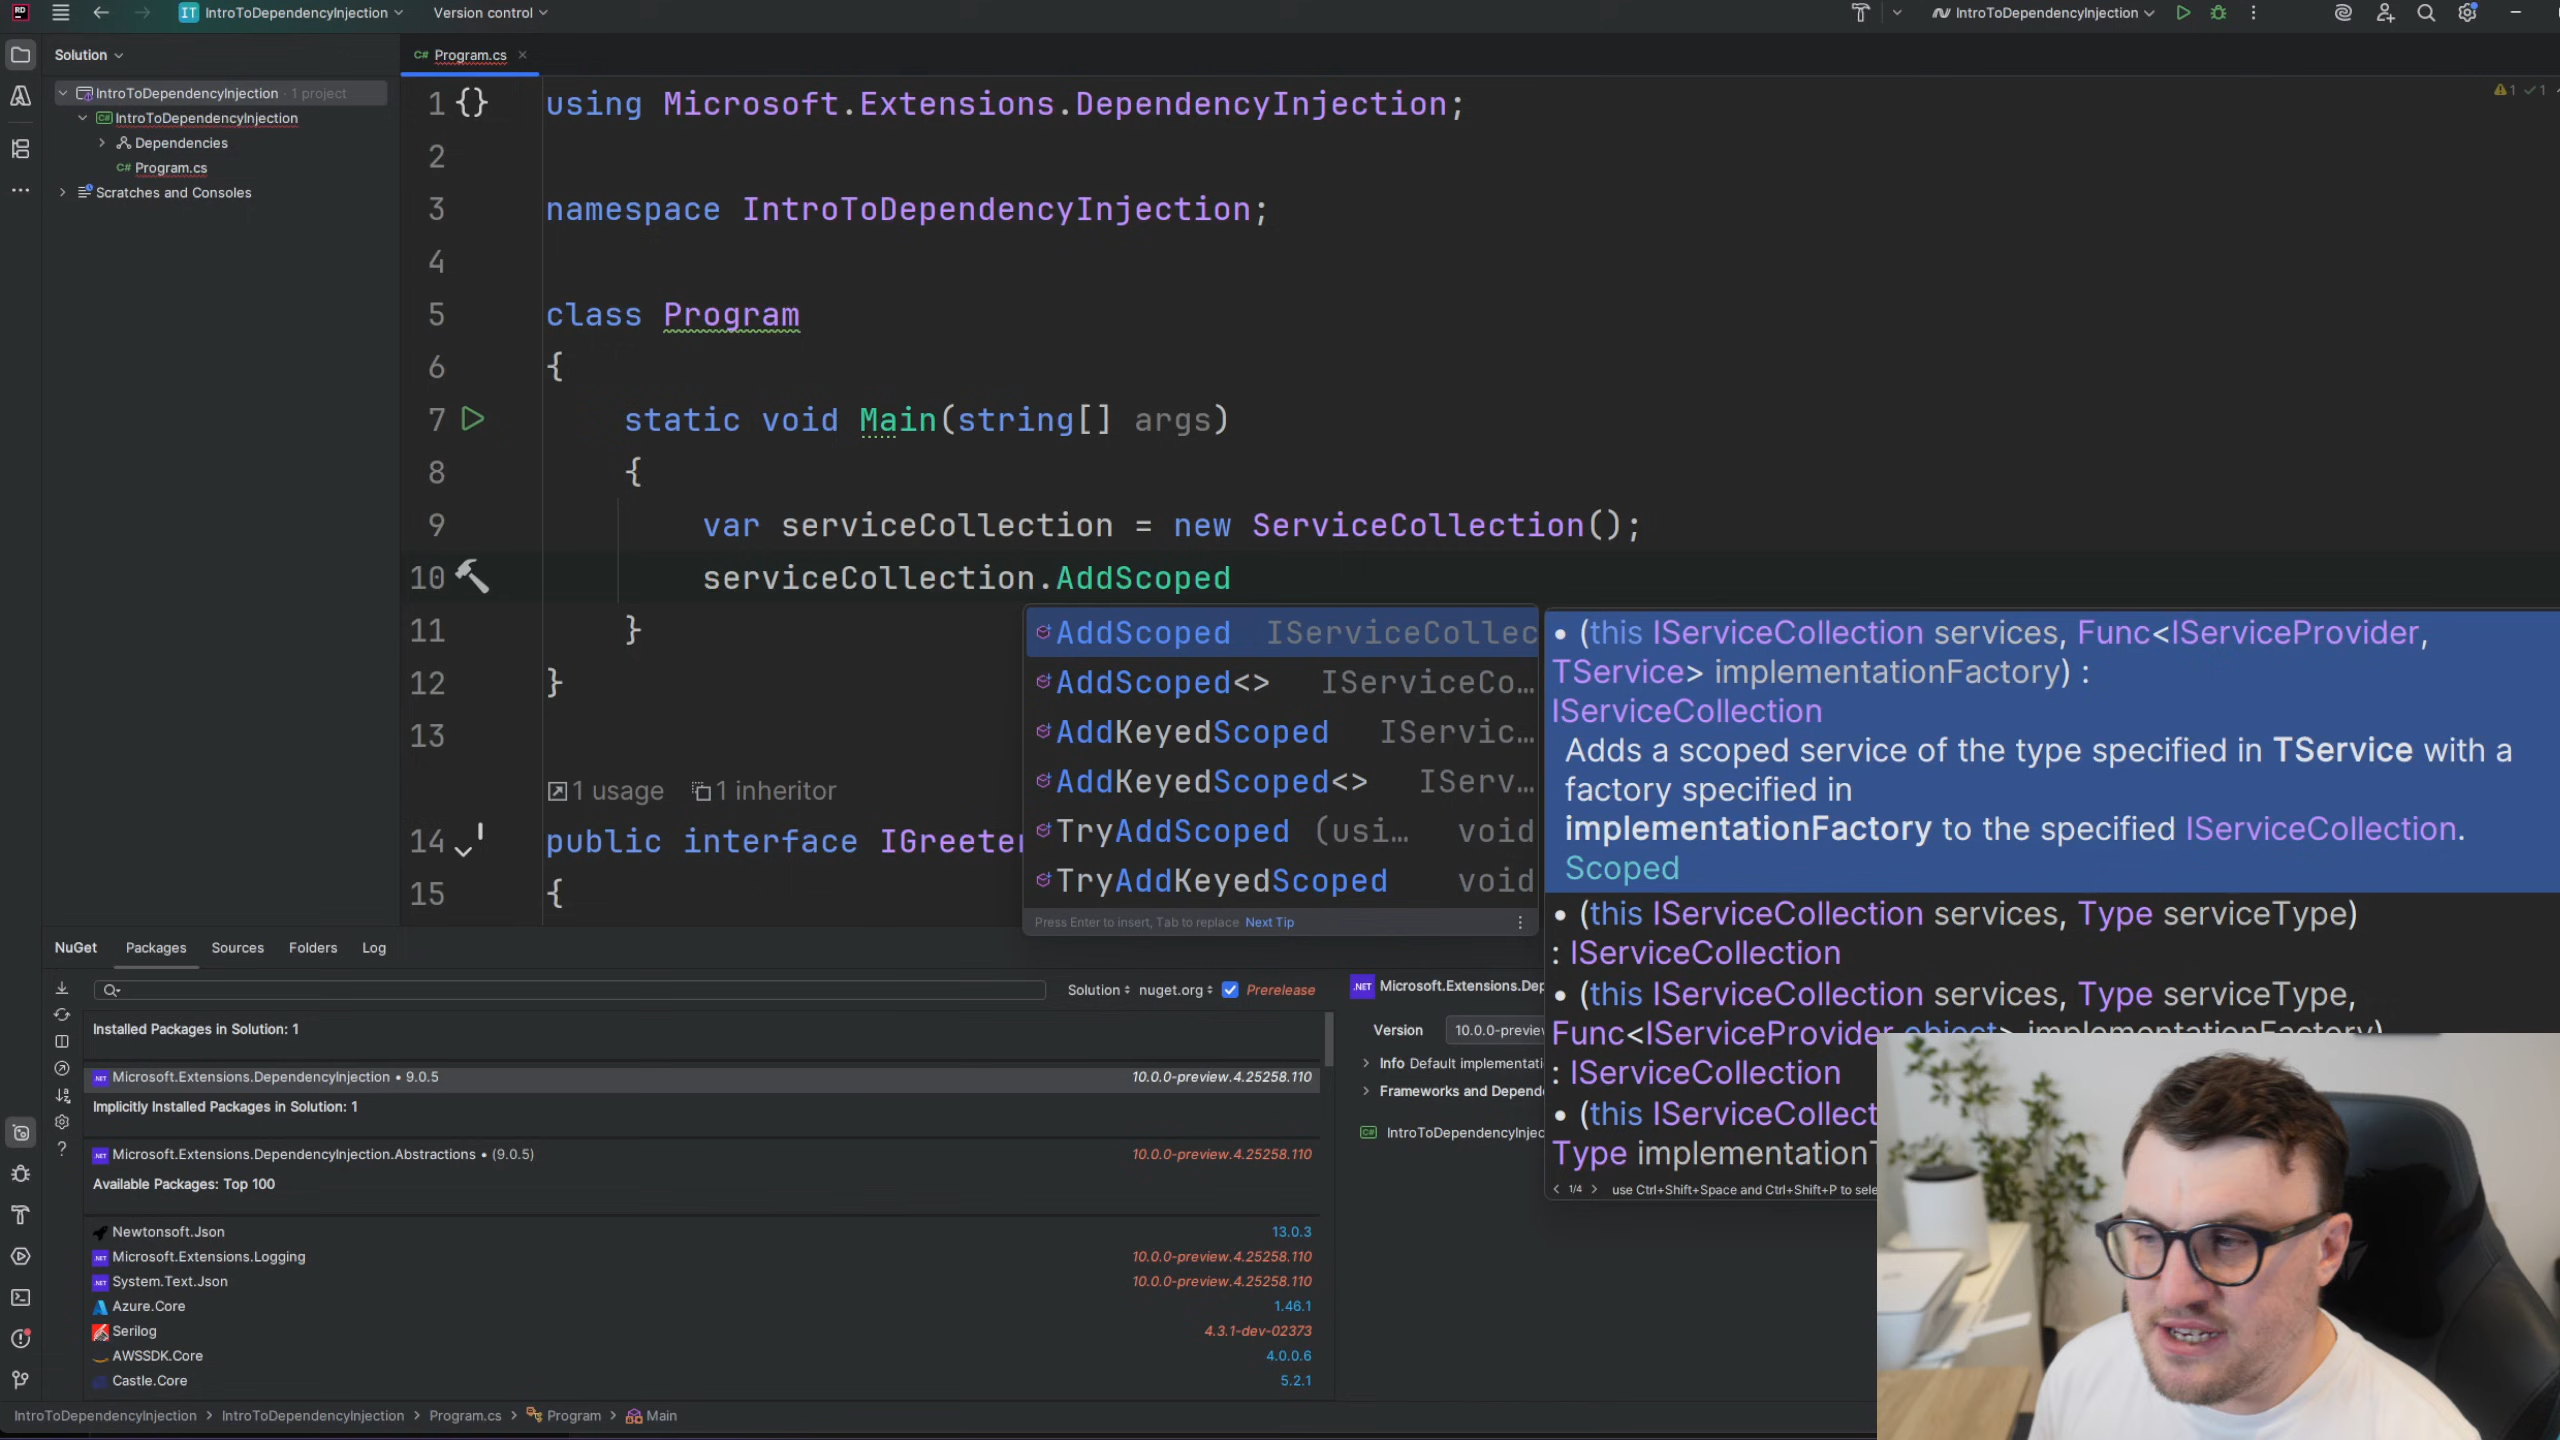 IT IntroToDependencyInjection
Version control
IntroToDependencyInjection
Solution
IntroToDependencyInjection · 1 project
IntroToDependencyInjection
Dependencies
C# Program.cs
Scratches and Consoles
C# Program.cs
1 using Microsoft.Extensions.DependencyInjection;
2
3 namespace IntroToDependencyInjection;
4
5 class Program
6 {
7 static void Main(string[] args)
8 {
9 var serviceCollection = new ServiceCollection();
10 serviceCollection.AddScoped
11 }
12 }
13
1 usage 1 inheritor
14 public interface IGreeter
15 {
1 1
AddScoped IServiceCollec
AddScoped<> IServiceCo…
AddKeyedScoped IServic…
AddKeyedScoped<> IServ…
TryAddScoped (usi… void
TryAddKeyedScoped void
Press Enter to insert, Tab to replace Next Tip
• (this IServiceCollection services, Func<IServiceProvider,
TService> implementationFactory) :
IServiceCollection
Adds a scoped service of the type specified in TService with a
factory specified in
implementationFactory to the specified IServiceCollection.
Scoped
• (this IServiceCollection services, Type serviceType)
: IServiceCollection
• (this IServiceCollection services, Type serviceType,
Func<IServiceProvider, object> implementationFactory)
: IServiceCollection
• (this IServiceCollect
Type implementation
1/4 use Ctrl+Shift+Space and Ctrl+Shift+P to sele
NuGet Packages Sources Folders Log
Solution nuget.org Prerelease
Installed Packages in Solution: 1
Microsoft.Extensions.DependencyInjection • 9.0.5 10.0.0-preview.4.25258.110
Implicitly Installed Packages in Solution: 1
Microsoft.Extensions.DependencyInjection.Abstractions • (9.0.5) 10.0.0-preview.4.25258.110
Available Packages: Top 100
Newtonsoft.Json 13.0.3
Microsoft.Extensions.Logging 10.0.0-preview.4.25258.110
System.Text.Json 10.0.0-preview.4.25258.110
Azure.Core 1.46.1
Serilog 4.3.1-dev-02373
AWSSDK.Core 4.0.0.6
Castle.Core 5.2.1
.NET Microsoft.Extensions.Dep
Version 10.0.0-preview
Info Default implementati
Frameworks and Depend
C# IntroToDependencyInjec
IntroToDependencyInjection > IntroToDependencyInjection > Program.cs > Program > Main